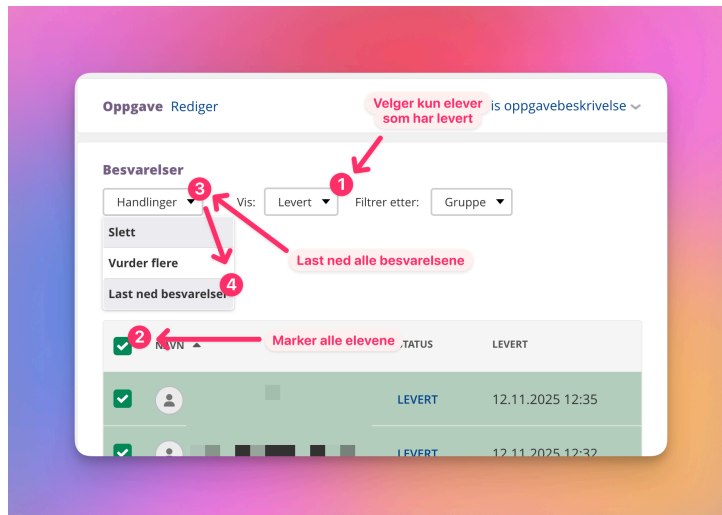 Oppgave Rediger
Velger kun elever
som har levert
is oppgavebeskrivelse
Besvarelser
1
3
Handlinger
Vis:
Levert
Filtrer etter:
Gruppe
Slett
Vurder flere
Last ned alle besvarelsene
4
Last ned besvarelser
2
NAVN
Marker alle elevene
TATUS
LEVERT
LEVERT
12.11.2025 12:35
LEVERT
12.11.2025 12:32